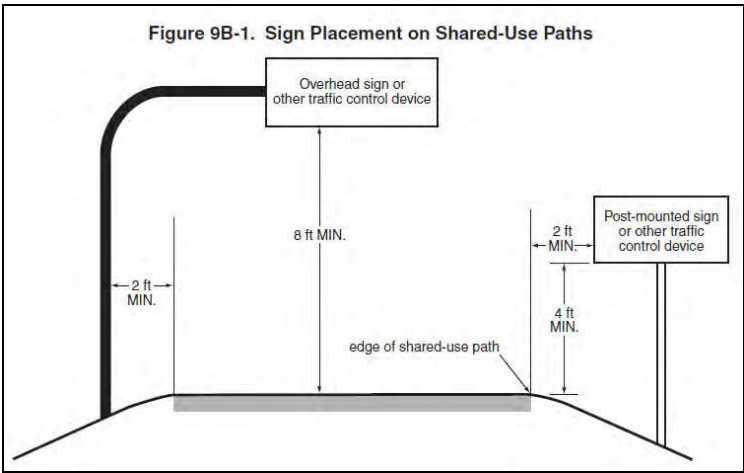 Figure 9B-1. Sign Placement on Shared-Use Paths
Overhead sign or
other traffic control device
8 ft MIN.
2 ft
MIN.
Post-mounted sign
or other traffic
control device
2 ft
MIN.
4 ft
MIN.
edge of shared-use path